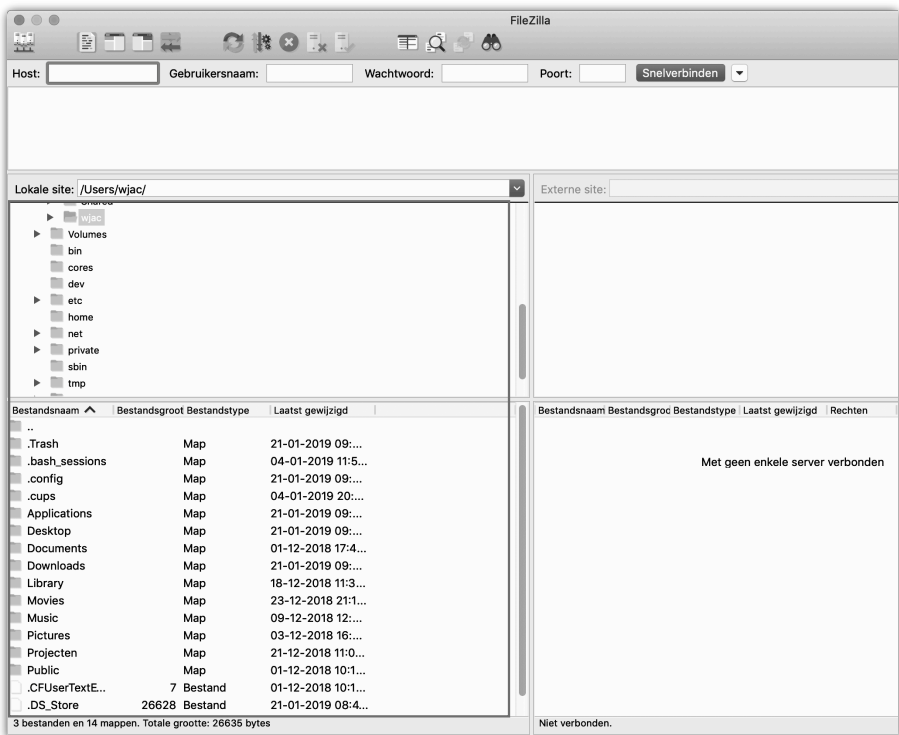 FileZilla
Host: Gebruikersnaam: Wachtwoord: Poort: Snelverbinden
Lokale site: /Users/wjac/
Externe site:
Shared
wjac
Volumes
bin
cores
dev
etc
home
net
private
sbin
tmp
Bestandsnaam Bestandsgroot Bestandstype Laatst gewijzigd
..
.Trash Map 21-01-2019 09:...
.bash_sessions Map 04-01-2019 11:5...
.config Map 21-01-2019 09:...
.cups Map 04-01-2019 20:...
Applications Map 21-01-2019 09:...
Desktop Map 21-01-2019 09:...
Documents Map 01-12-2018 17:4...
Downloads Map 21-01-2019 09:...
Library Map 18-12-2018 11:3...
Movies Map 23-12-2018 21:1...
Music Map 09-12-2018 12:...
Pictures Map 03-12-2018 16:...
Projecten Map 21-12-2018 11:0...
Public Map 01-12-2018 10:1...
.CFUserTextE... 7 Bestand 01-12-2018 10:1...
.DS_Store 26628 Bestand 21-01-2019 08:4...
3 bestanden en 14 mappen. Totale grootte: 26635 bytes
Bestandsnaam Bestandsgroo Bestandstype Laatst gewijzigd Rechten
Met geen enkele server verbonden
Niet verbonden.